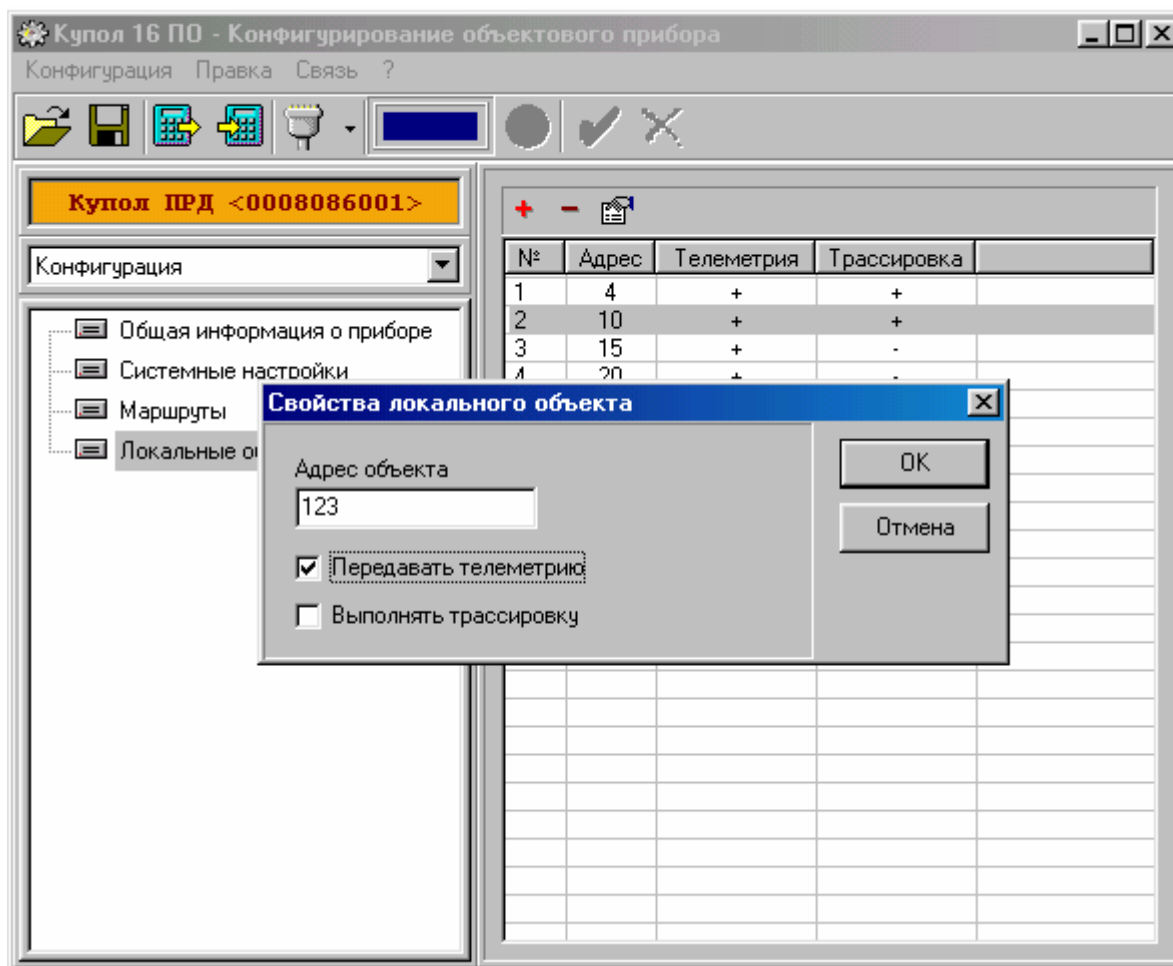 Купол 16 ПО - Конфигурирование объектового прибора
Конфигурация Правка Связь ?
Купол ПРД <0008086001>
Конфигурация
Общая информация о приборе
Системные настройки
Маршруты
Локальные
№ Адрес Телеметрия Трассировка
1 4 + +
2 10 + +
3 15 + -
4 20 + -
Свойства локального объекта
Адрес объекта
123
Передавать телеметрию
Выполнять трассировку
OK
Отмена